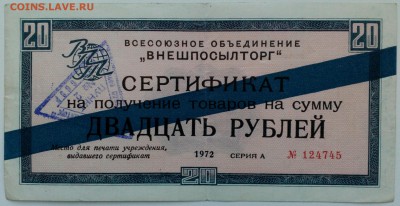 COINS.LAVE.RU
20 20
ВСЕСОЮЗНОЕ ОБЪЕДИНЕНИЕ
„ВНЕШПОСЫЛТОРГ"
СЕРТИФИКАТ
на получение товаров на сумму
ДВАДЦАТЬ РУБЛЕЙ
Место для печати учреждения,
выдавшего сертификат
1972 СЕРИЯ А № 124745
20